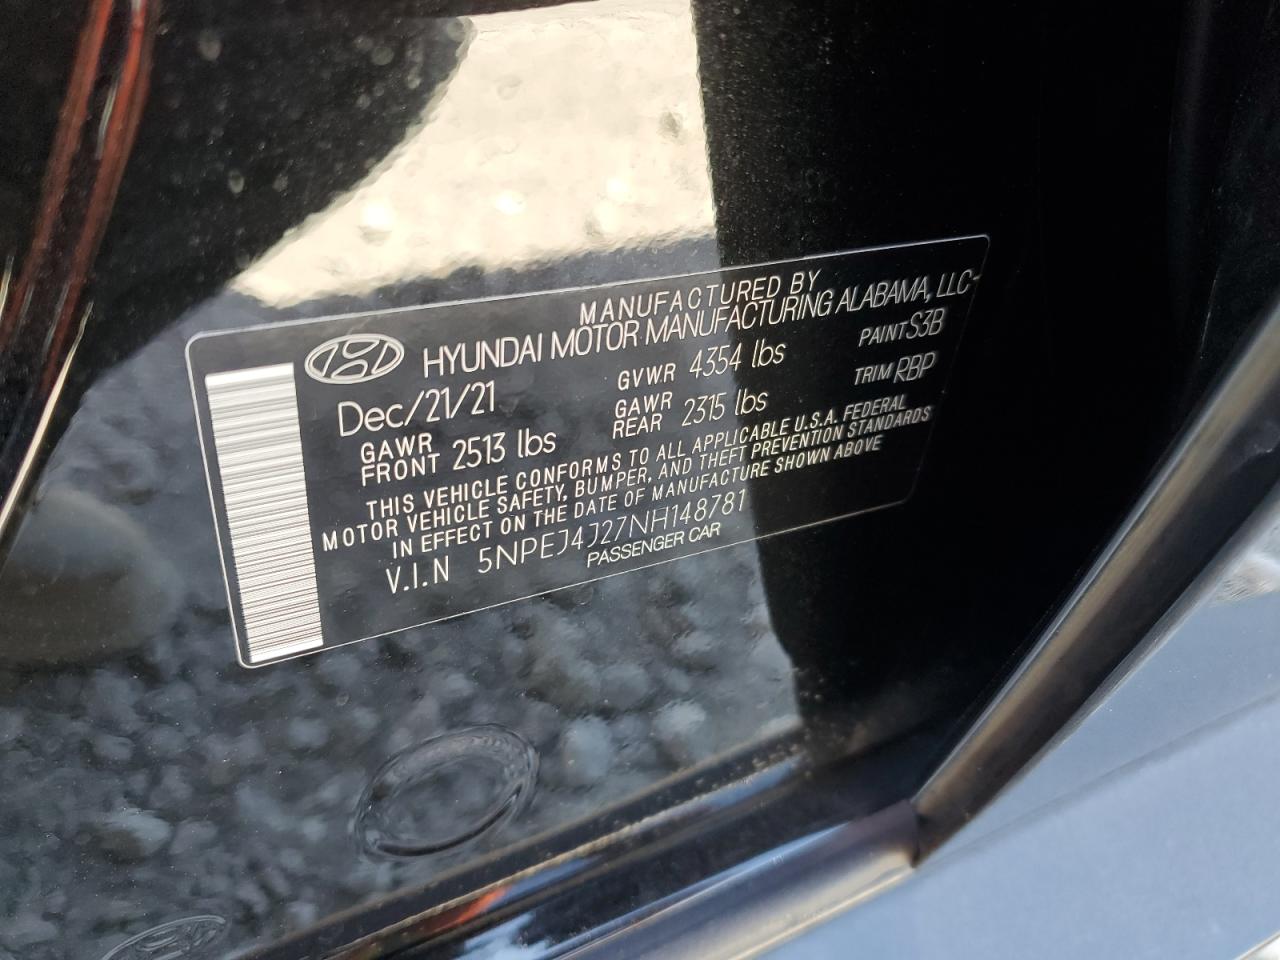 MANUFACTURED BY
HYUNDAI MOTOR MANUFACTURING ALABAMA, LLC
Dec/21/21
GVWR 4354 lbs
PAINT S3B
GAWR FRONT 2513 lbs
GAWR REAR 2315 lbs
TRIM RBP
THIS VEHICLE CONFORMS TO ALL APPLICABLE U.S.A. FEDERAL
MOTOR VEHICLE SAFETY, BUMPER, AND THEFT PREVENTION STANDARDS
IN EFFECT ON THE DATE OF MANUFACTURE SHOWN ABOVE
V.I.N 5NPEJ4J27NH148781
PASSENGER CAR